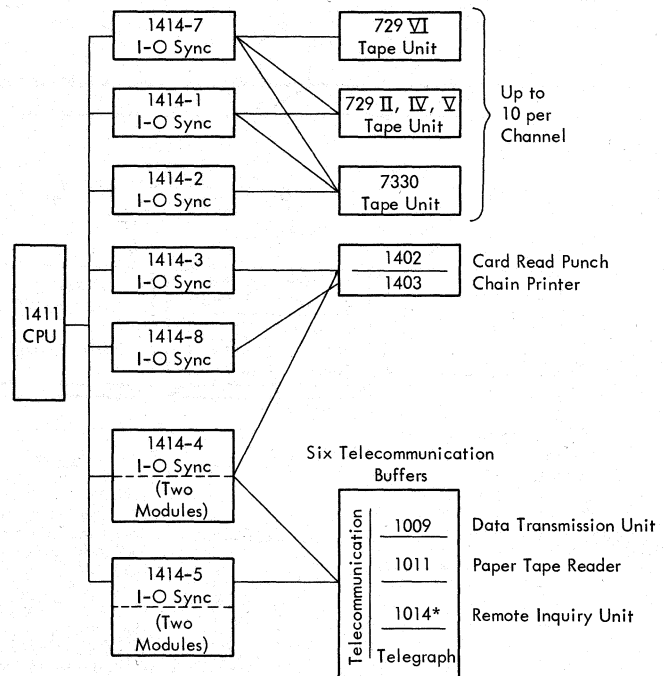 1414-7
I-O Sync
729 VI
Tape Unit
1414-1
I-O Sync
729 II, IV, V
Tape Unit
Up to
10 per
Channel
1414-2
I-O Sync
7330
Tape Unit
1411
CPU
1414-3
I-O Sync
1402
1403
Card Read Punch
Chain Printer
1414-8
I-O Sync
1414-4
I-O Sync
(Two
Modules)
Six Telecommunication
Buffers
Telecommunication
1009
Data Transmission Unit
1011
Paper Tape Reader
1014*
Remote Inquiry Unit
Telegraph
1414-5
I-O Sync
(Two
Modules)